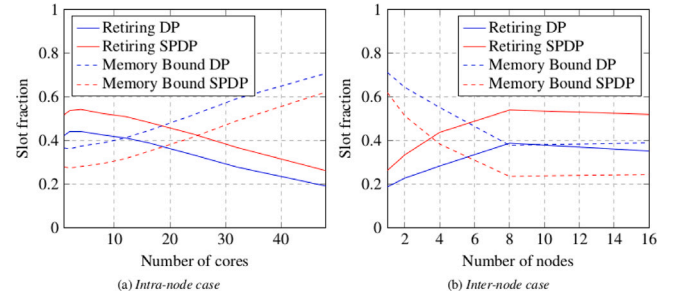 1
0.8
0.6
0.4
0.2
0
Slot fraction
Retiring DP
Retiring SPDP
Memory Bound DP
Memory Bound SPDP
10 20 30 40
Number of cores
(a) Intra-node case
1
0.8
0.6
0.4
0.2
0
Slot fraction
Retiring DP
Retiring SPDP
Memory Bound DP
Memory Bound SPDP
2 4 6 8 10 12 14 16
Number of nodes
(b) Inter-node case